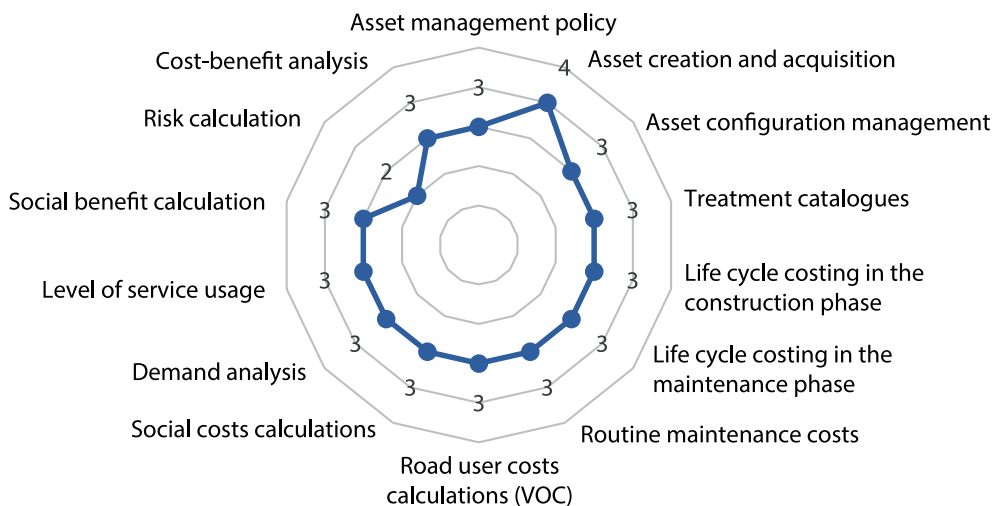 Asset management policy
Cost-benefit analysis
4
Asset creation and acquisition
3
3
Risk calculation
Asset configuration management
3
2
Social benefit calculation
3
3
Treatment catalogues
Level of service usage
3
3
Life cycle costing in the
construction phase
Demand analysis
3
3
Life cycle costing in the
maintenance phase
Social costs calculations
3
3
3
Routine maintenance costs
Road user costs
calculations (VOC)